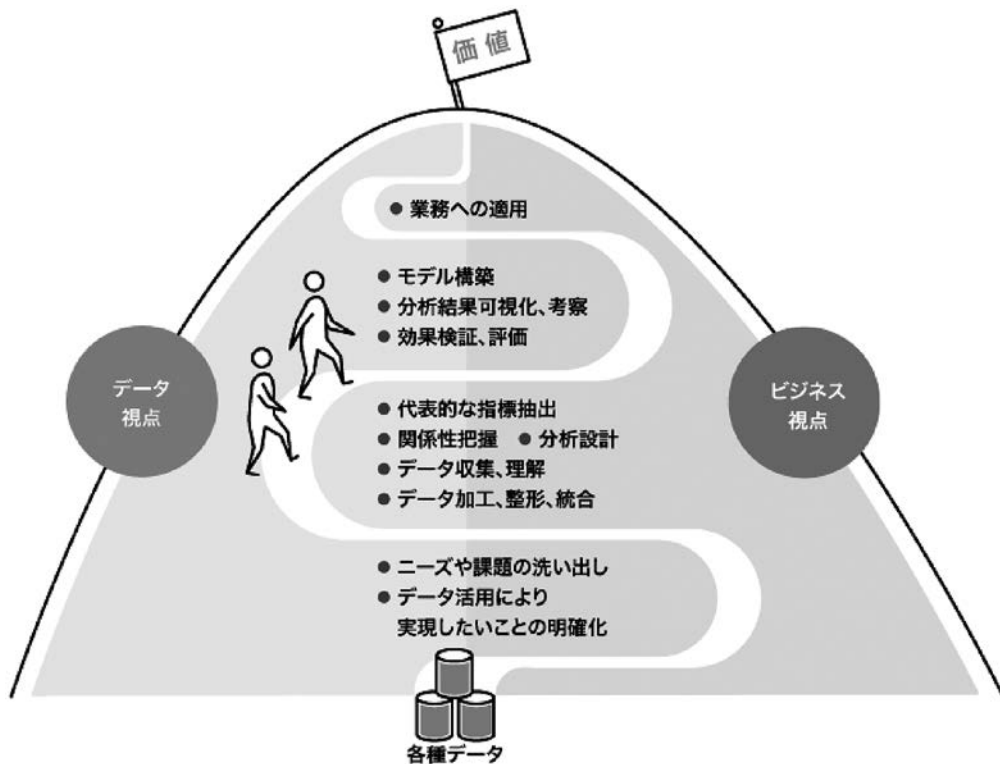 価値
● 業務への適用
● モデル構築
● 分析結果可視化、考察
● 効果検証、評価
データ
視点
ビジネス
視点
● 代表的な指標抽出
● 関係性把握 ● 分析設計
● データ収集、理解
● データ加工、整形、統合
● ニーズや課題の洗い出し
● データ活用により
実現したいことの明確化
各種データ